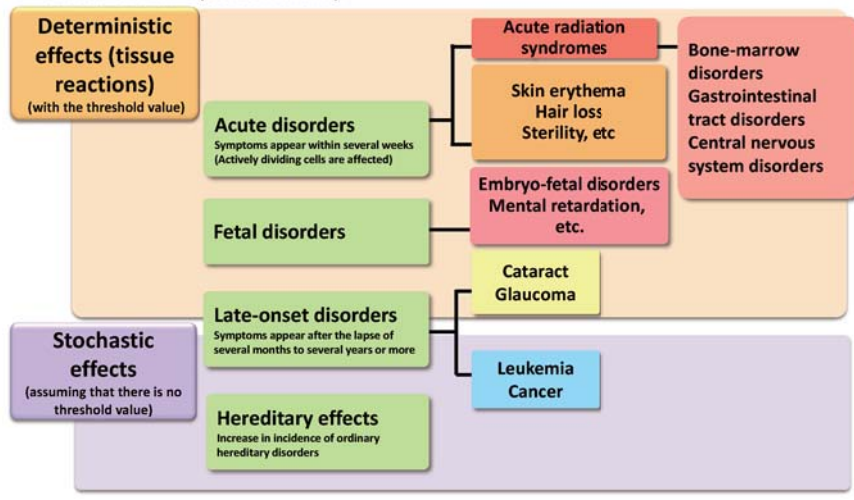 Deterministic
effects (tissue
reactions)
(with the threshold value)
Acute disorders
Symptoms appear within several weeks
(Actively dividing cells are affected)
Acute radiation
syndromes
Skin erythema
Hair loss
Sterility, etc
Bone-marrow
disorders
Gastrointestinal
tract disorders
Central nervous
system disorders
Fetal disorders
Embryo-fetal disorders
Mental retardation,
etc.
Late-onset disorders
Symptoms appear after the lapse of
several months to several years or more
Cataract
Glaucoma
Stochastic
effects
(assuming that there is no
threshold value)
Leukemia
Cancer
Hereditary effects
Increase in incidence of ordinary
hereditary disorders